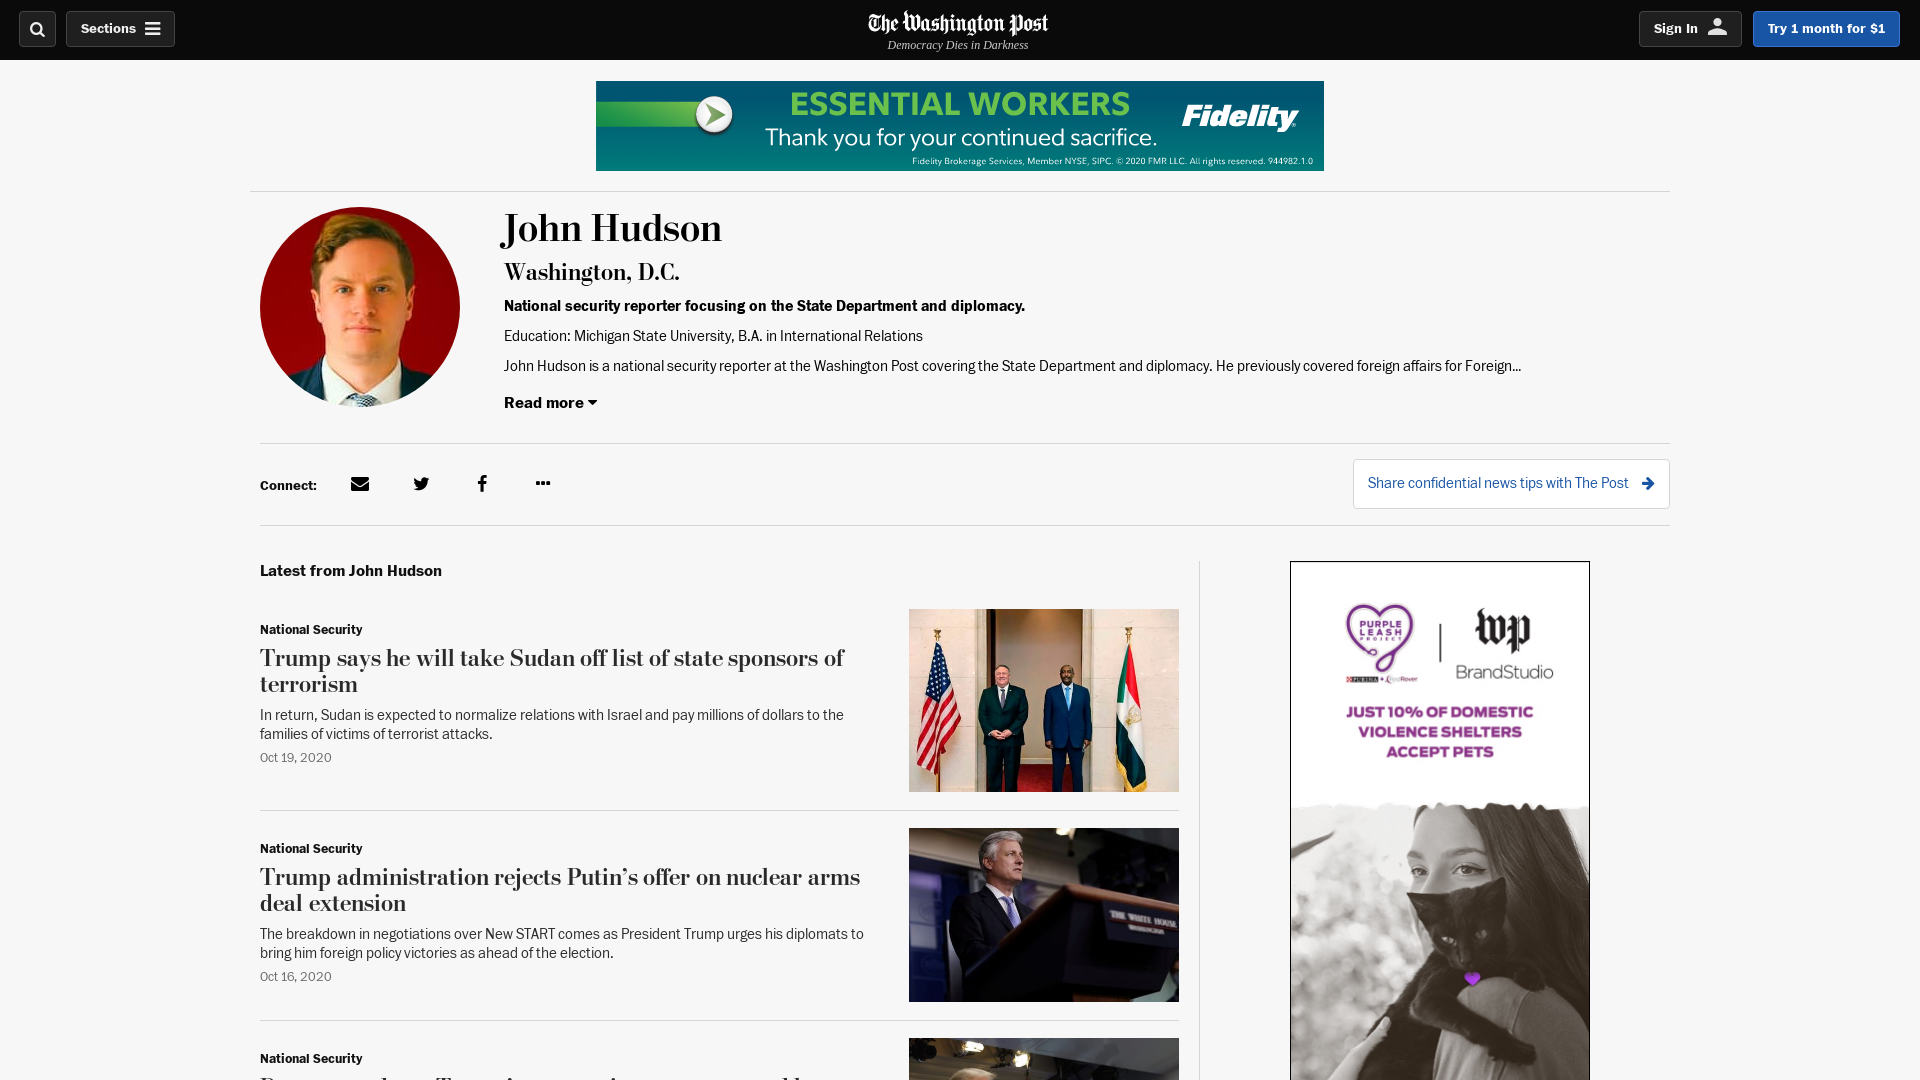 Sections
The Washington Post
Democracy Dies in Darkness
Sign In
Try 1 month for $1
ESSENTIAL WORKERS
Thank you for your continued sacrifice.
Fidelity
Fidelity Brokerage Services, Member NYSE, SIPC. © 2020 FMR LLC. All rights reserved. 944982.1.0
John Hudson
Washington, D.C.
National security reporter focusing on the State Department and diplomacy.
Education: Michigan State University, B.A. in International Relations
John Hudson is a national security reporter at the Washington Post covering the State Department and diplomacy. He previously covered foreign affairs for Foreign...
Read more
Connect:
Share confidential news tips with The Post
Latest from John Hudson
National Security
Trump says he will take Sudan off list of state sponsors of
terrorism
In return, Sudan is expected to normalize relations with Israel and pay millions of dollars to the
families of victims of terrorist attacks.
Oct 19, 2020
National Security
Trump administration rejects Putin’s offer on nuclear arms
deal extension
The breakdown in negotiations over New START comes as President Trump urges his diplomats to
bring him foreign policy victories as ahead of the election.
Oct 16, 2020
THE WHITE HOUSE
WASHINGTON
National Security
PURPLE
LEASH
PROJECT
PURINA + RedRover
wp
BrandStudio
JUST 10% OF DOMESTIC
VIOLENCE SHELTERS
ACCEPT PETS